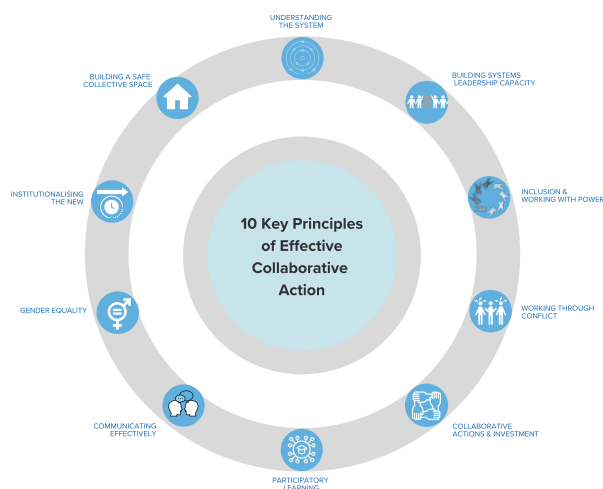 UNDERSTANDING
THE SYSTEM
BUILDING SYSTEMS
LEADERSHIP CAPACITY
INCLUSION &
WORKING WITH POWER
WORKING THROUGH
CONFLICT
COLLABORATIVE
ACTIONS & INVESTMENT
PARTICIPATORY
LEARNING
COMMUNICATING
EFFECTIVELY
GENDER EQUALITY
INSTITUTIONALISING
THE NEW
BUILDING A SAFE
COLLECTIVE SPACE
10 Key Principles
of Effective
Collaborative
Action